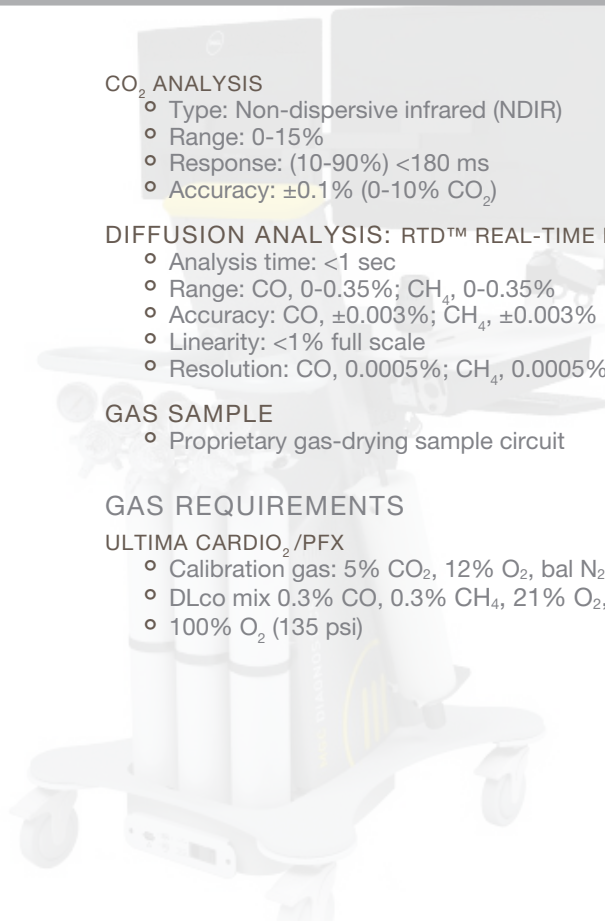 CO₂ ANALYSIS
° Type: Non-dispersive infrared (NDIR)
° Range: 0-15%
° Response: (10-90%) <180 ms
° Accuracy: ±0.1% (0-10% CO₂)
DIFFUSION ANALYSIS: RTD™ REAL-TIME
° Analysis time: <1 sec
° Range: CO, 0-0.35%; CH₄, 0-0.35%
° Accuracy: CO, ±0.003%; CH₄, ±0.003%
° Linearity: <1% full scale
° Resolution: CO, 0.0005%; CH₄, 0.0005%
GAS SAMPLE
° Proprietary gas-drying sample circuit
GAS REQUIREMENTS
ULTIMA CARDIO₂/PFX
° Calibration gas: 5% CO₂, 12% O₂, bal N₂
° DLco mix 0.3% CO, 0.3% CH₄, 21% O₂,
° 100% O₂ (135 psi)